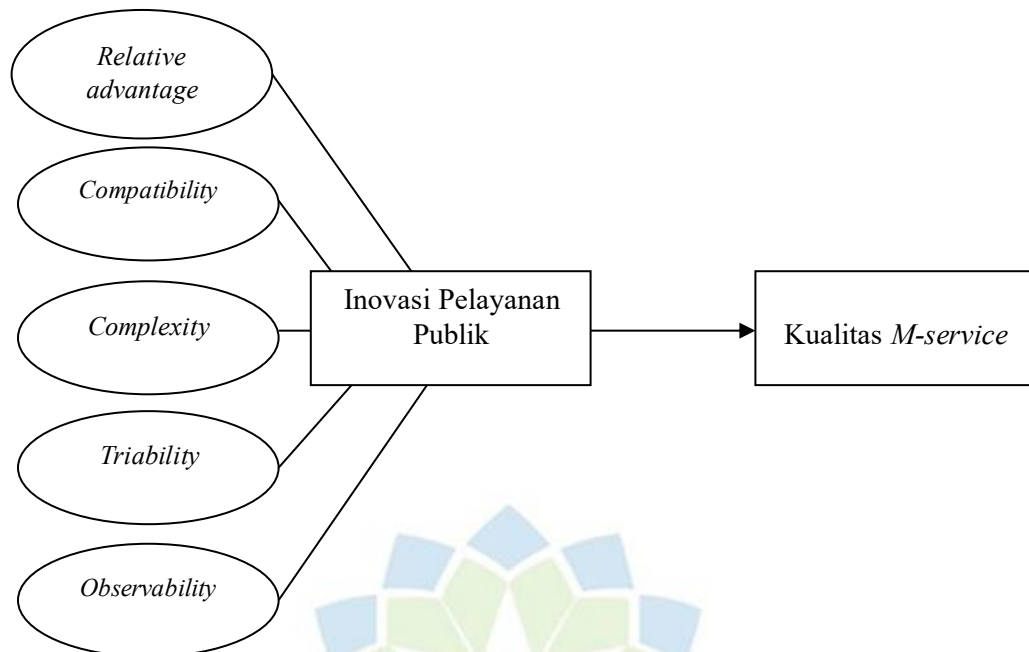 Relative
advantage
Compatibility
Complexity
Triability
Observability
Inovasi Pelayanan
Publik
Kualitas M-service